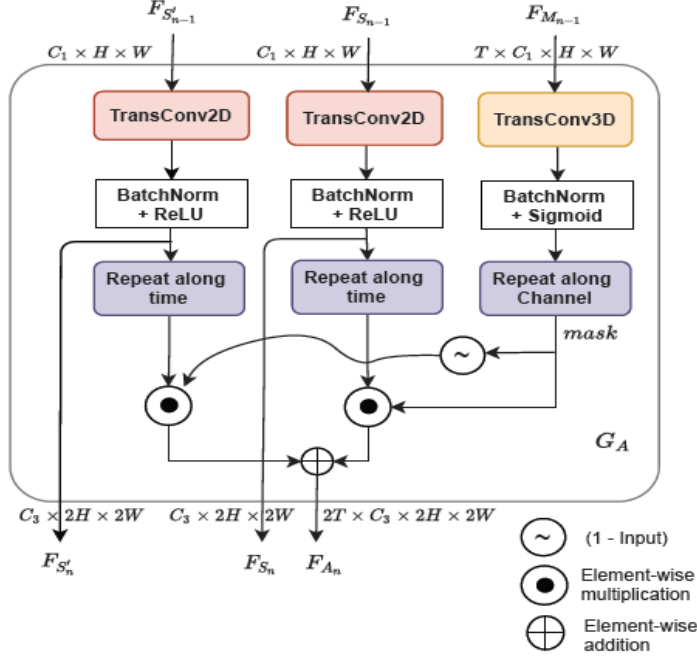 F_{S'_{n-1}} F_{S_{n-1}} F_{M_{n-1}}
C_1 × H × W C_1 × H × W T × C_1 × H × W
TransConv2D TransConv2D TransConv3D
BatchNorm BatchNorm BatchNorm
+ ReLU + ReLU + Sigmoid
Repeat along Repeat along Repeat along
time time Channel
mask
~
G_A
C_3 × 2H × 2W C_3 × 2H × 2W 2T × C_3 × 2H × 2W
F_{S'_n} F_{S_n} F_{A_n}
~ (1 - Input)
Element-wise
multiplication
Element-wise
addition